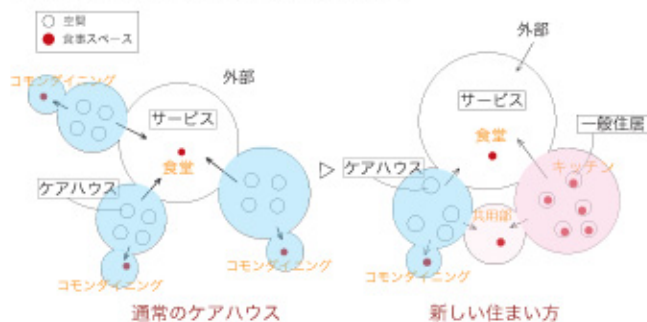 空間
食事スペース
コモンダイニング
外部
サービス
食堂
ケアハウス
コモンダイニング
コモンダイニング
通常のケアハウス
外部
サービス
食堂
一般住居
キッチン
ケアハウス
共用部
コモンダイニング
新しい住まい方